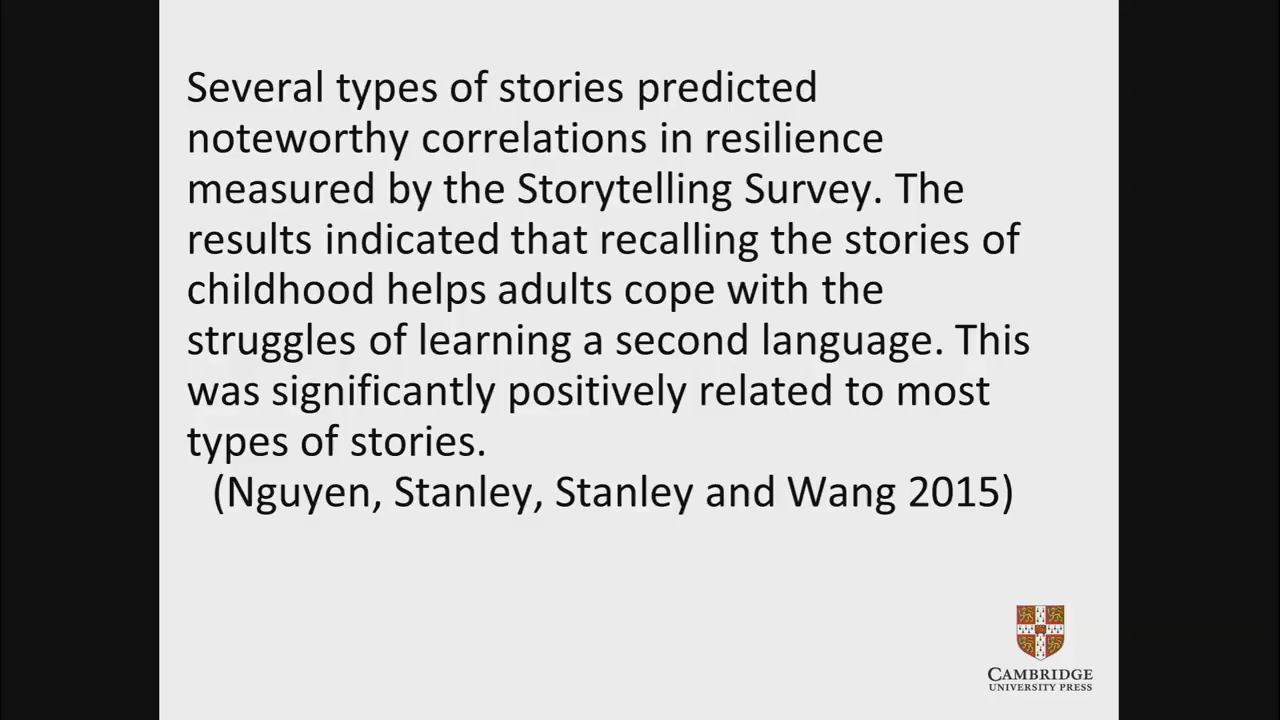 Several types of stories predicted
noteworthy correlations in resilience
measured by the Storytelling Survey. The
results indicated that recalling the stories of
childhood helps adults cope with the
struggles of learning a second language. This
was significantly positively related to most
types of stories.
(Nguyen, Stanley, Stanley and Wang 2015)
CAMBRIDGE
UNIVERSITY PRESS